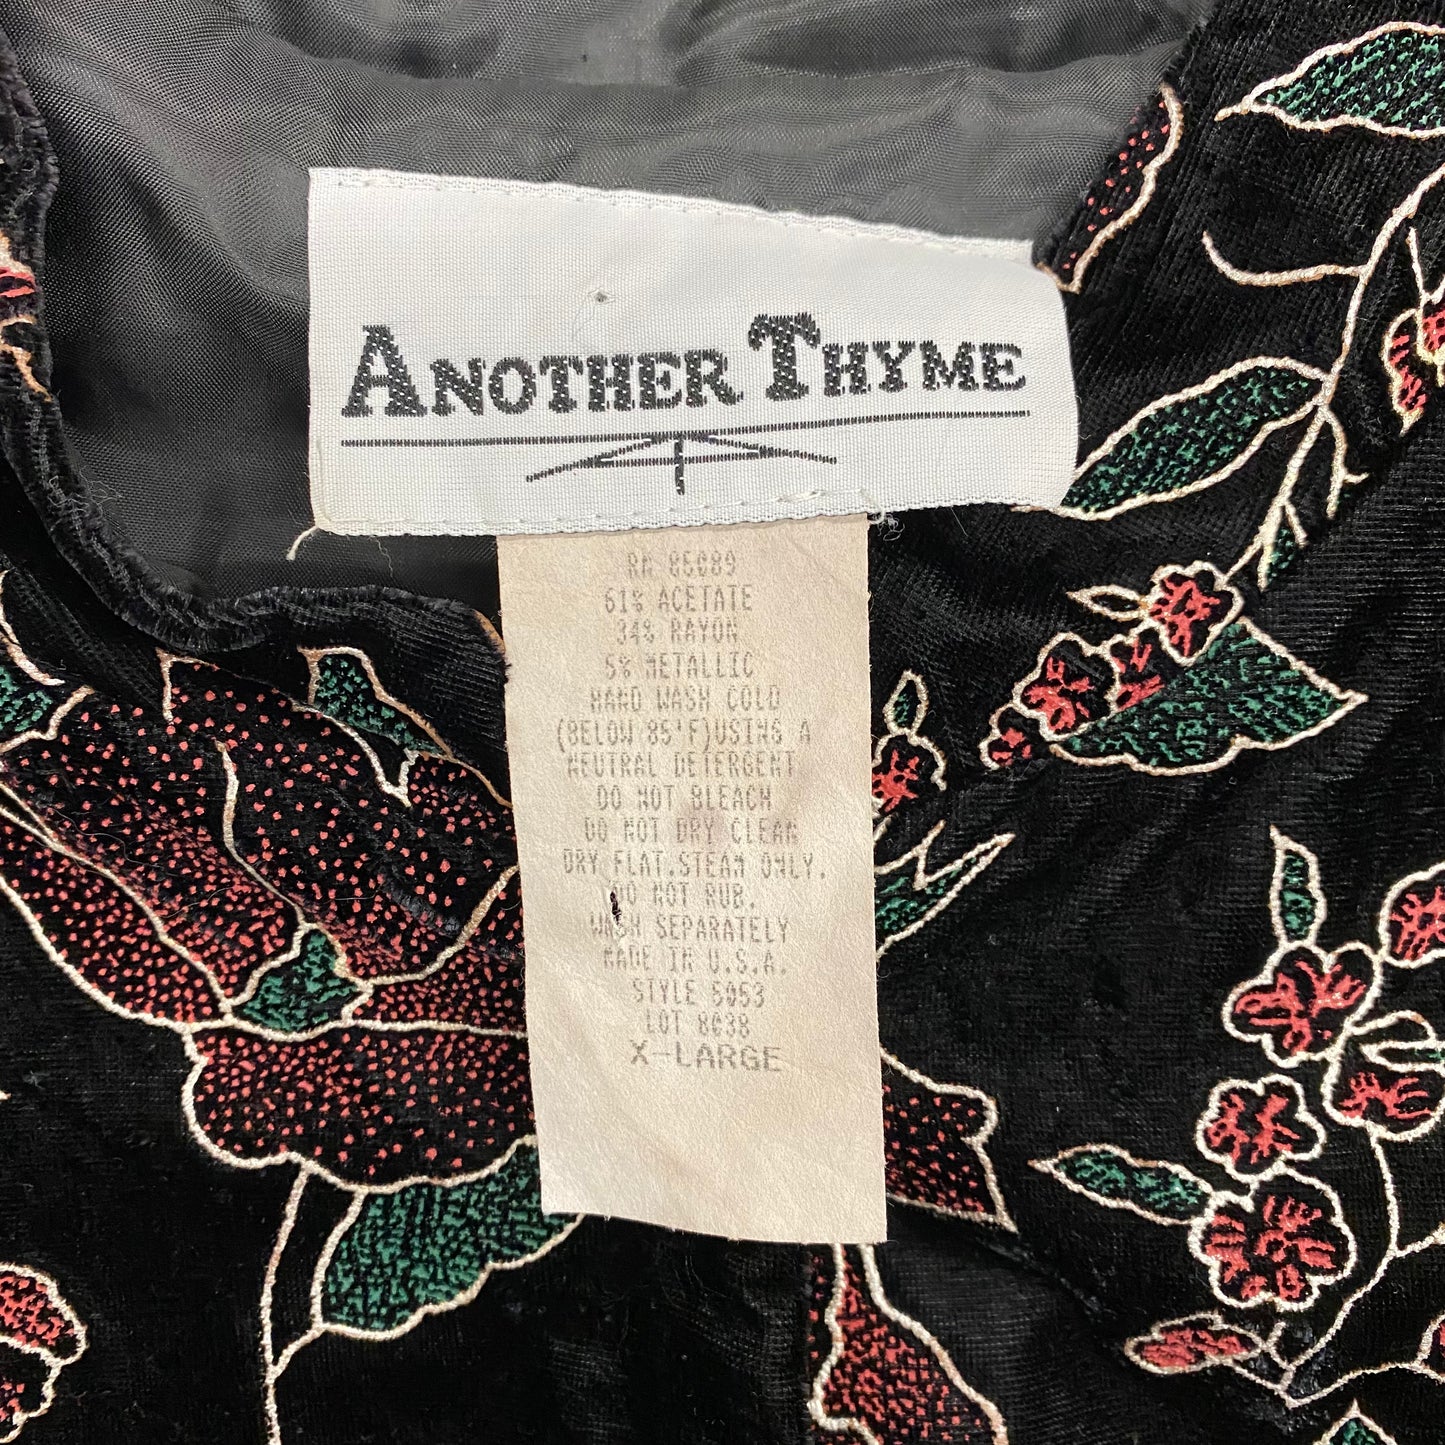 ANOTHER THYME
RN 85089
61% ACETATE
34% RAYON
5% METALLIC
HAND WASH COLD
(BELOW 85'F)USING A
NEUTRAL DETERGENT
DO NOT BLEACH
DO NOT DRY CLEAN
DRY FLAT.STEAM ONLY.
DO NOT RUB.
WASH SEPARATELY
MADE IN U.S.A.
STYLE 5053
LOT 8038
X-LARGE